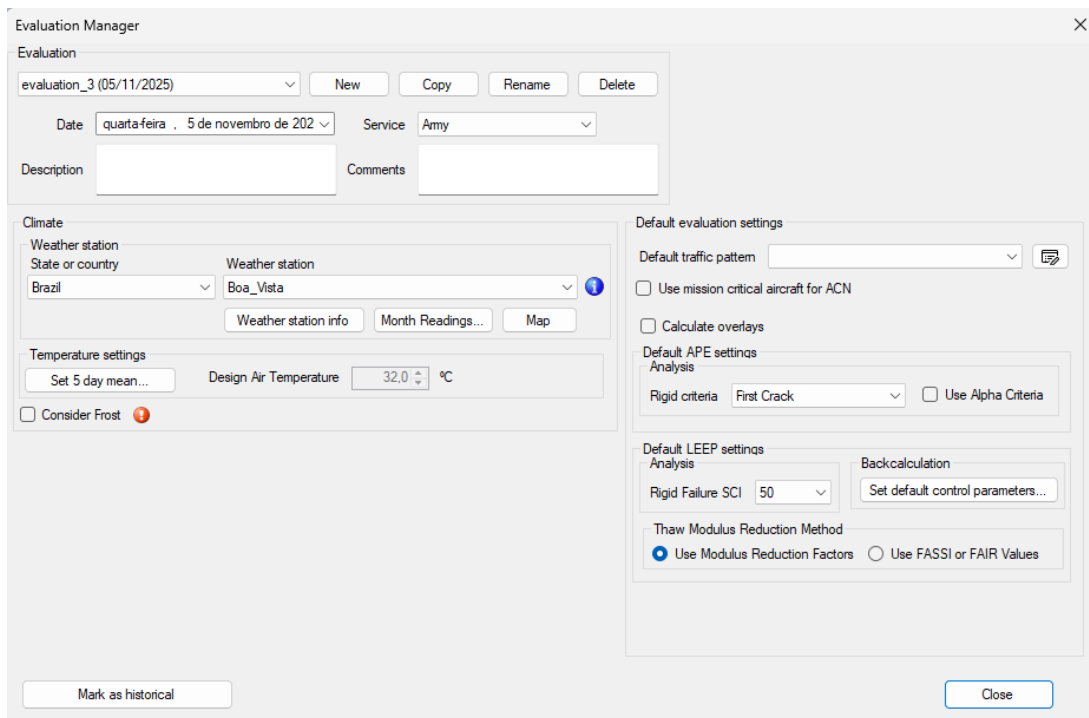 Evaluation Manager
Evaluation
evaluation_3 (05/11/2025)
New
Copy
Rename
Delete
Date
quarta-feira , 5 de novembro de 202
Service
Army
Description
Comments
Climate
Weather station
State or country
Weather station
Brazil
Boa_Vista
Weather station info
Month Readings...
Map
Temperature settings
Set 5 day mean...
Design Air Temperature
32,0
ºC
Consider Frost
Default evaluation settings
Default traffic pattern
Use mission critical aircraft for ACN
Calculate overlays
Default APE settings
Analysis
Rigid criteria
First Crack
Use Alpha Criteria
Default LEEP settings
Analysis
Rigid Failure SCI
50
Backcalculation
Set default control parameters...
Thaw Modulus Reduction Method
Use Modulus Reduction Factors
Use FASSI or FAIR Values
Mark as historical
Close